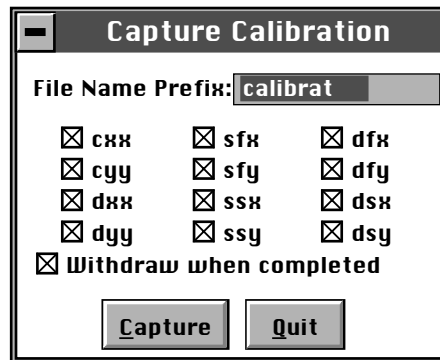 Capture Calibration
File Name Prefix: calibrat
cxx sfx dfx
cyy sfy dfy
dxx ssx dsx
dyy ssy dsy
Withdraw when completed
Capture Quit